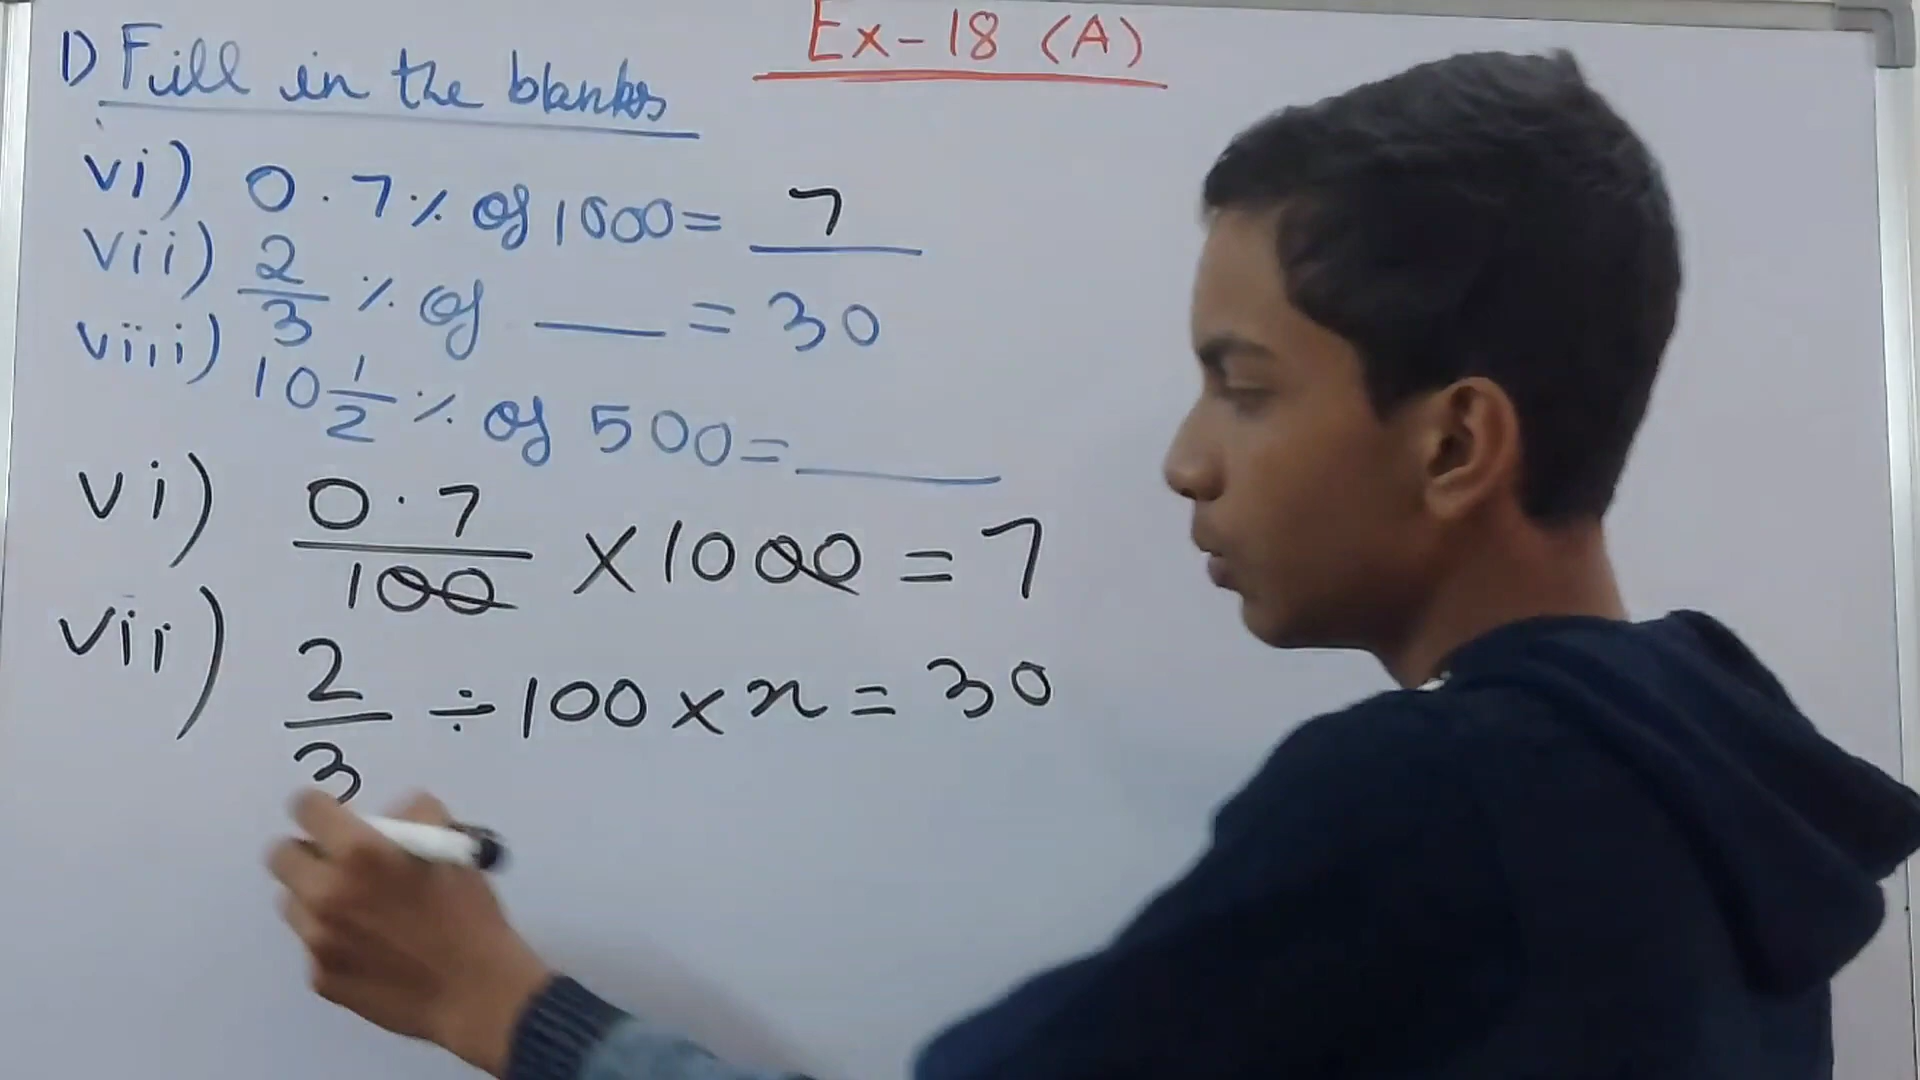 Ex-18 (A)
1) Fill in the blanks
vi) 0.7% of 1000= 7
vii) 2/3 % of ___ = 30
viii) 10 1/2 % of 500= ___
vi) 0.7/100 × 1000 = 7
vii) 2/3 ÷ 100 × x = 30